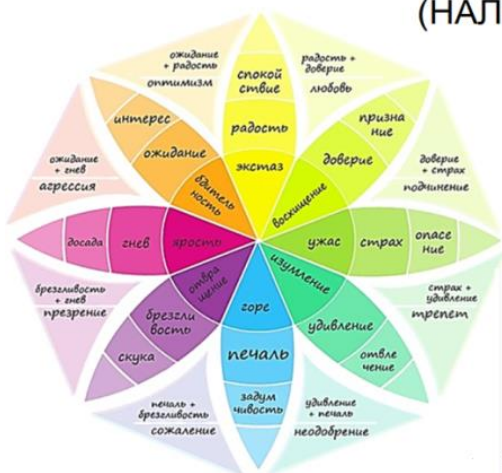 (НАЛ
ожидание
+ радость
оптимизм
спокой
ствие
радость +
доверие
любовь
интерес
радость
призна
ние
ожидание
доверие
ожидание
+ гнев
агрессия
экстаз
доверие
+ страх
подчинение
бдитель
ность
восхищение
досада
гнев
ярость
ужас
страх
опасе
ние
отвра
щение
изумление
брезгливость
+ гнев
презрение
страх +
удивление
трепет
брезгли
вость
горе
удивление
скука
печаль
отвле
чение
печаль +
брезгливость
сожаление
задум
чивость
удивление
+ печаль
неодобрение